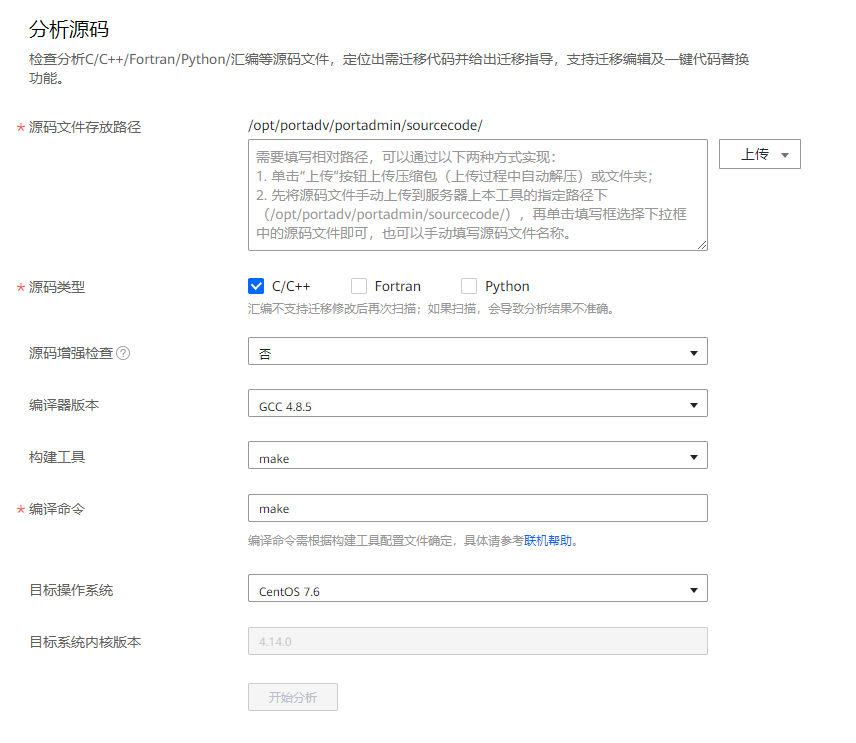 分析源码
检查分析C/C++/Fortran/Python/汇编等源码文件，定位出需迁移代码并给出迁移指导，支持迁移编辑及一键代码替换
功能。
* 源码文件存放路径
/opt/portadv/portadmin/sourcecode/
需要填写相对路径，可以通过以下两种方式实现：
1. 单击“上传”按钮上传压缩包（上传过程中自动解压）或文件夹；
2. 先将源码文件手动上传到服务器上本工具的指定路径下
（/opt/portadv/portadmin/sourcecode/），再单击填写框选择下拉框
中的源码文件即可，也可以手动填写源码文件名称。
上传
* 源码类型
C/C++ Fortran Python
汇编不支持迁移修改后再次扫描；如果扫描，会导致分析结果不准确。
源码增强检查 ?
否
编译器版本
GCC 4.8.5
构建工具
make
* 编译命令
make
编译命令需根据构建工具配置文件确定，具体请参考联机帮助。
目标操作系统
CentOS 7.6
目标系统内核版本
4.14.0
开始分析